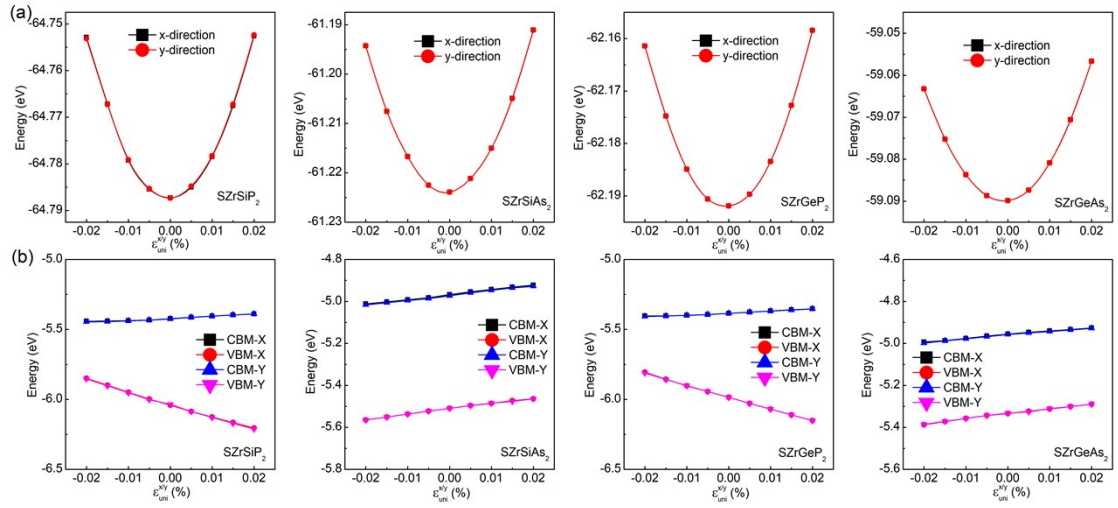 (a)
-64.75
-64.76
-64.77
-64.78
-64.79
Energy (eV)
x-direction
y-direction
SZrSiP₂
-0.02 -0.01 0.00 0.01 0.02
ε_uni^x/y (%)
-61.19
-61.20
-61.21
-61.22
-61.23
Energy (eV)
x-direction
y-direction
SZrSiAs₂
-0.02 -0.01 0.00 0.01 0.02
ε_uni^x/y (%)
-62.16
-62.17
-62.18
-62.19
Energy (eV)
x-direction
y-direction
SZrGeP₂
-0.02 -0.01 0.00 0.01 0.02
ε_uni^x/y (%)
-59.05
-59.06
-59.07
-59.08
-59.09
Energy (eV)
x-direction
y-direction
SZrGeAs₂
-0.02 -0.01 0.00 0.01 0.02
ε_uni^x/y (%)
(b)
-5.0
-5.5
-6.0
-6.5
Energy (eV)
CBM-X
VBM-X
CBM-Y
VBM-Y
SZrSiP₂
-0.02 -0.01 0.00 0.01 0.02
ε_uni^x/y (%)
-4.8
-5.0
-5.2
-5.4
-5.6
-5.8
Energy (eV)
CBM-X
VBM-X
CBM-Y
VBM-Y
SZrSiAs₂
-0.02 -0.01 0.00 0.01 0.02
ε_uni^x/y (%)
-5.0
-5.5
-6.0
-6.5
Energy (eV)
CBM-X
VBM-X
CBM-Y
VBM-Y
SZrGeP₂
-0.02 -0.01 0.00 0.01 0.02
ε_uni^x/y (%)
-4.6
-4.8
-5.0
-5.2
-5.4
-5.6
Energy (eV)
CBM-X
VBM-X
CBM-Y
VBM-Y
SZrGeAs₂
-0.02 -0.01 0.00 0.01 0.02
ε_uni^x/y (%)